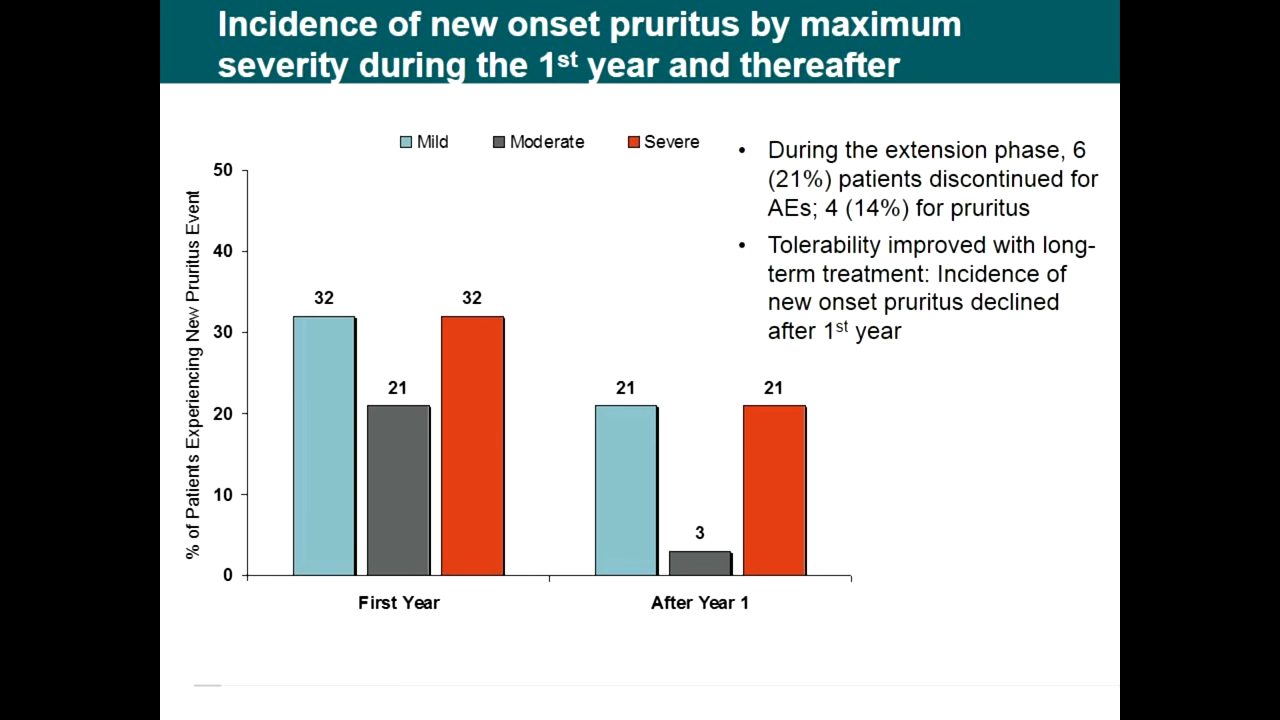 Incidence of new onset pruritus by maximum
severity during the 1st year and thereafter
Mild
Moderate
Severe
% of Patients Experiencing New Pruritus Event
50
40
30
20
10
0
32
21
32
21
3
21
First Year
After Year 1
• During the extension phase, 6
(21%) patients discontinued for
AEs; 4 (14%) for pruritus
• Tolerability improved with long-
term treatment: Incidence of
new onset pruritus declined
after 1st year